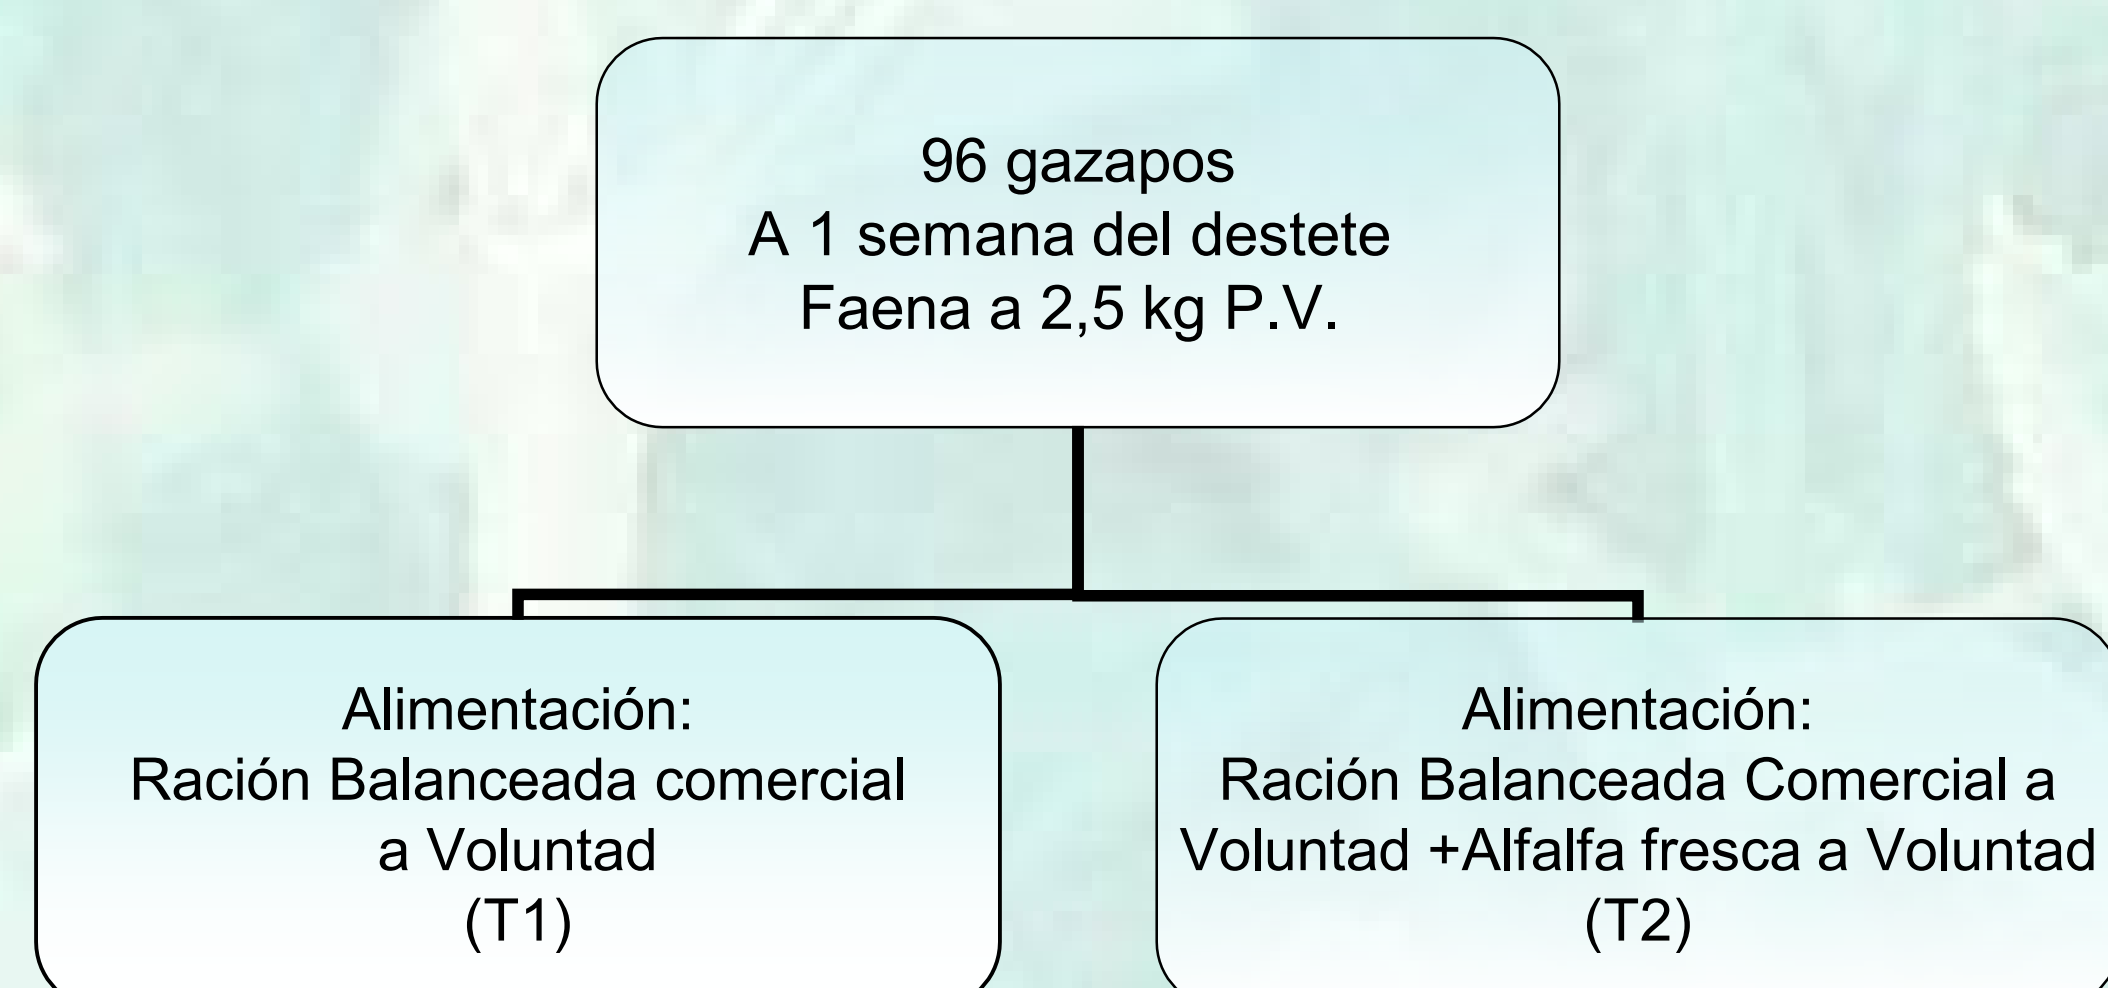 96 gazapos
A 1 semana del destete
Faena a 2,5 kg P.V.
Alimentación:
Ración Balanceada comercial
a Voluntad
(T1)
Alimentación:
Ración Balanceada Comercial a
Voluntad +Alfalfa fresca a Voluntad
(T2)